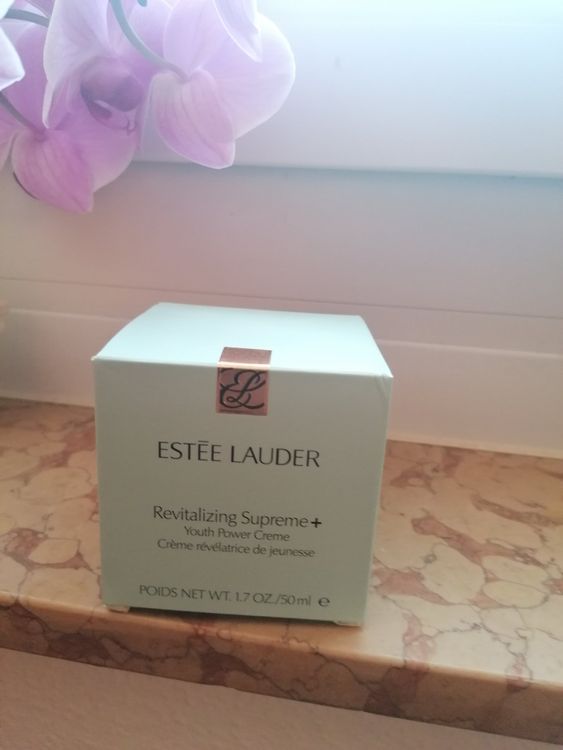 EL
ESTĒE LAUDER
Revitalizing Supreme+
Youth Power Creme
Crème révélatrice de jeunesse
POIDS NET WT. 1.7 OZ./50 ml ℮